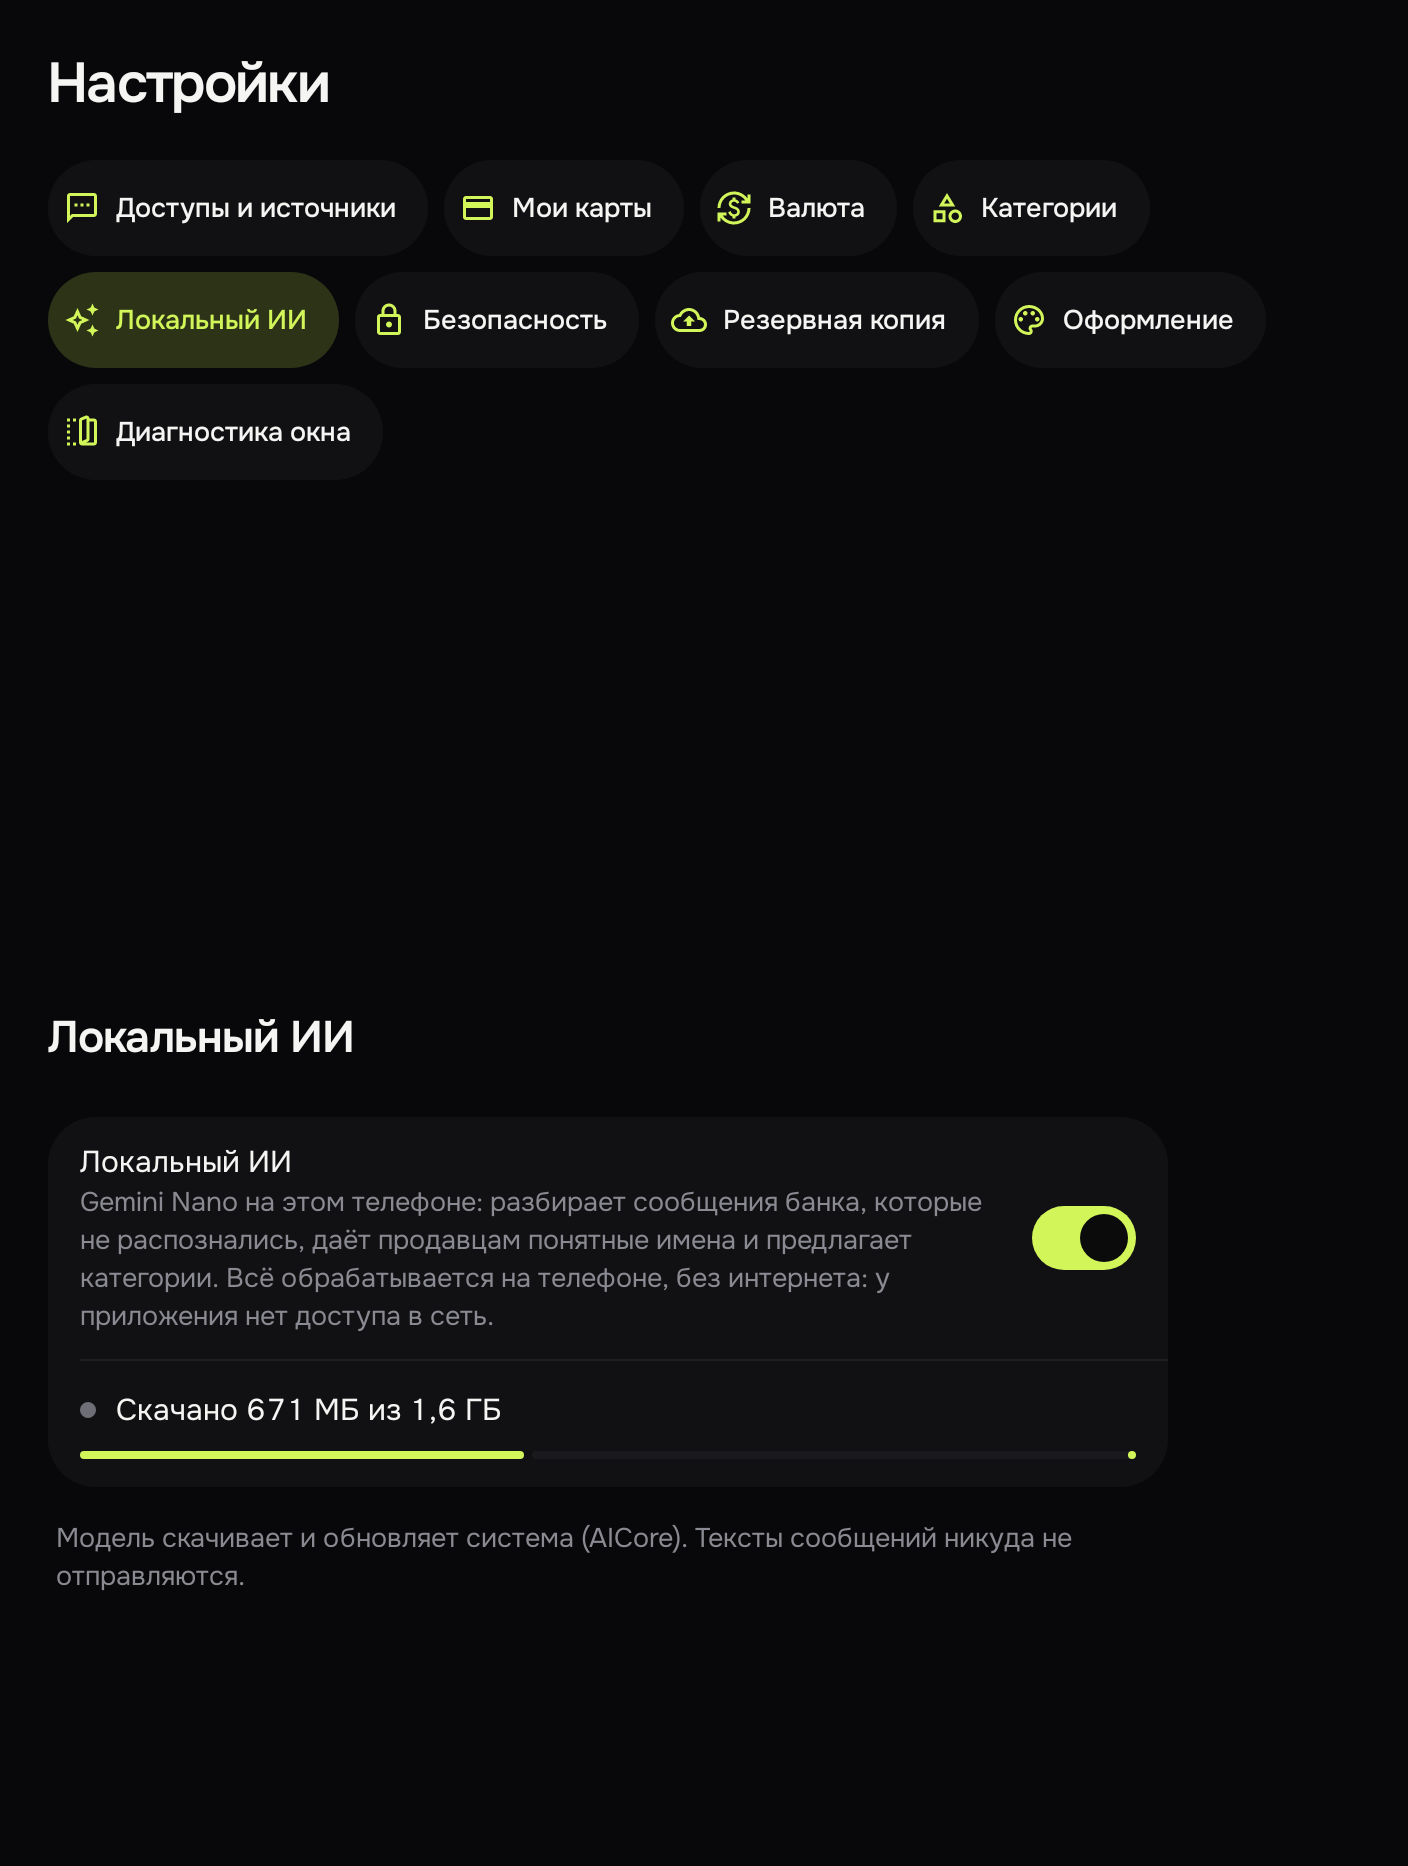 Настройки
Доступы и источники
Мои карты
Валюта
Категории
Локальный ИИ
Безопасность
Резервная копия
Оформление
Диагностика окна
Локальный ИИ
Локальный ИИ
Gemini Nano на этом телефоне: разбирает сообщения банка, которые
не распознались, даёт продавцам понятные имена и предлагает
категории. Всё обрабатывается на телефоне, без интернета: у
приложения нет доступа в сеть.
Скачано 671 МБ из 1,6 ГБ
Модель скачивает и обновляет система (AICore). Тексты сообщений никуда не
отправляются.